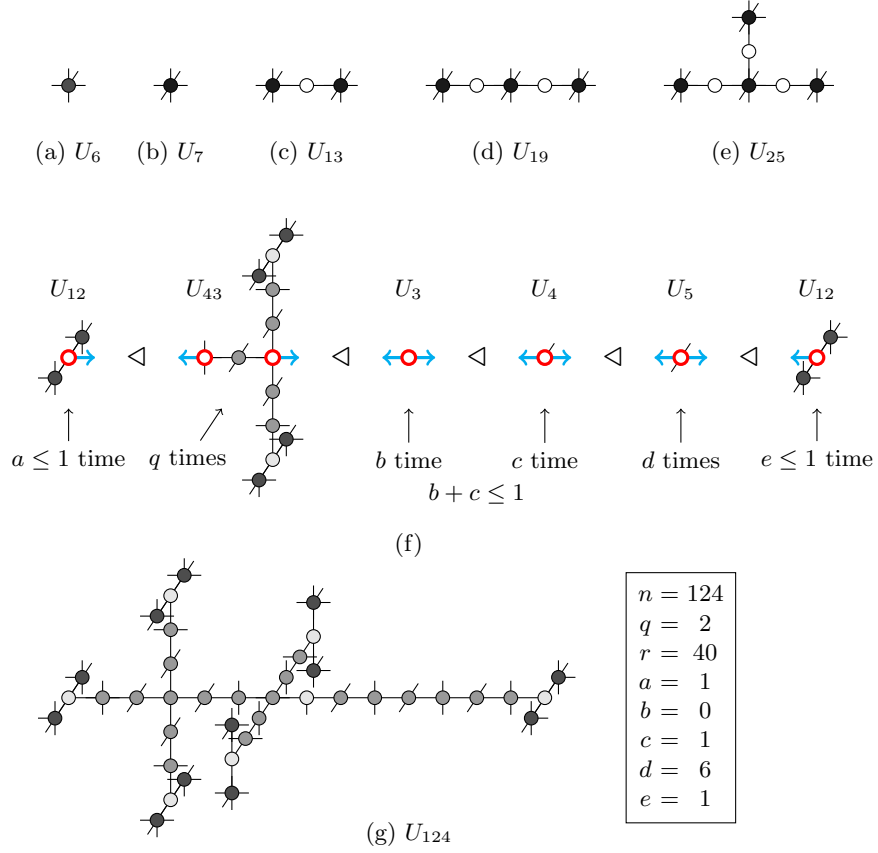 (a) U₆ (b) U₇ (c) U₁₃ (d) U₁₉ (e) U₂₅
U₁₂ U₄₃ U₃ U₄ U₅ U₁₂
a ≤ 1 time q times b time c time d times e ≤ 1 time
b + c ≤ 1
(f)
n = 124
q = 2
r = 40
a = 1
b = 0
c = 1
d = 6
e = 1
(g) U₁₂₄